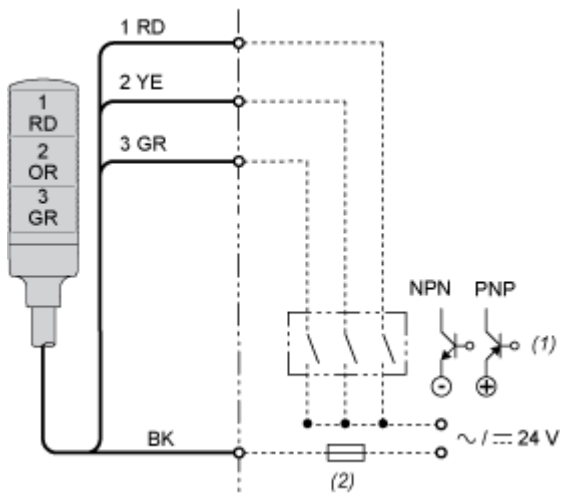 1 RD
2 YE
3 GR
1
RD
2
OR
3
GR
NPN PNP
(1)
BK
~ / ⎓ 24 V
(2)